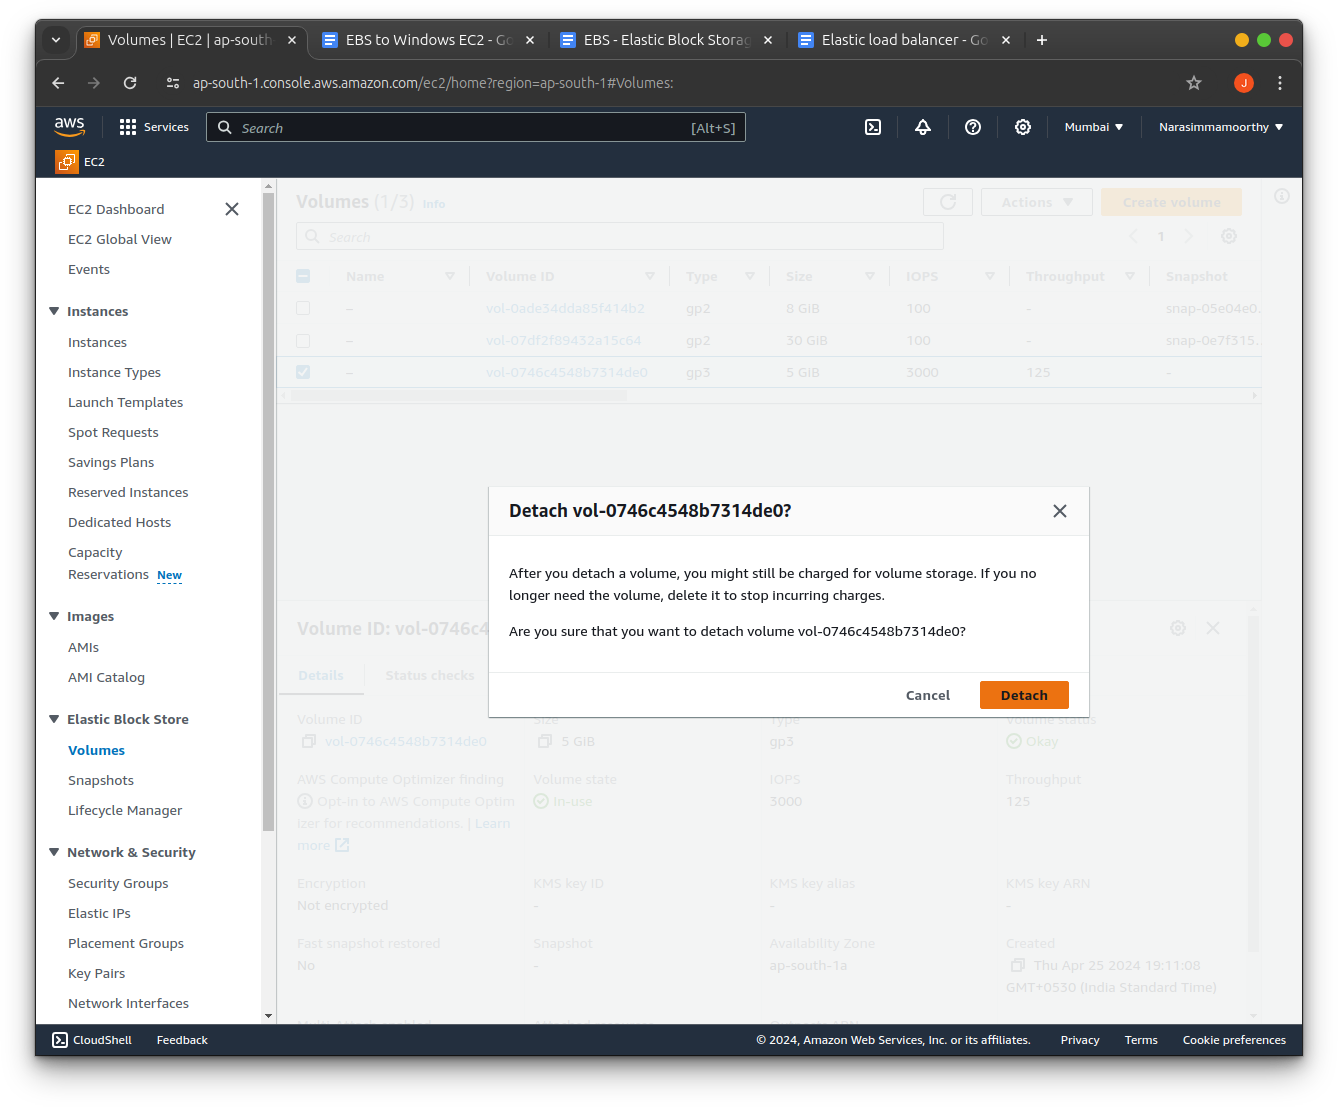 Volumes | EC2 | ap-south-
EBS to Windows EC2 - Go
EBS - Elastic Block Storag
Elastic load balancer - Go
ap-south-1.console.aws.amazon.com/ec2/home?region=ap-south-1#Volumes:
J
aws
Services
Search
[Alt+S]
Mumbai
Narasimmamoorthy
EC2
EC2 Dashboard
EC2 Global View
Events
Instances
Instances
Instance Types
Launch Templates
Spot Requests
Savings Plans
Reserved Instances
Dedicated Hosts
Capacity
Reservations New
Images
AMIs
AMI Catalog
Elastic Block Store
Volumes
Snapshots
Lifecycle Manager
Network & Security
Security Groups
Elastic IPs
Placement Groups
Key Pairs
Network Interfaces
Volumes (1/3) Info
Actions
Create volume
Search
1
Name Volume ID Type Size IOPS Throughput Snapshot
– vol-0ade34dda85f414b2 gp2 8 GiB 100 - snap-05e04e0...
– vol-07df2f89432a15c64 gp2 30 GiB 100 - snap-0e7f315...
– vol-0746c4548b7314de0 gp3 5 GiB 3000 125 -
Detach vol-0746c4548b7314de0?
After you detach a volume, you might still be charged for volume storage. If you no
longer need the volume, delete it to stop incurring charges.
Are you sure that you want to detach volume vol-0746c4548b7314de0?
Cancel
Detach
Volume ID: vol-0746c4
Details
Status checks
Volume ID
vol-0746c4548b7314de0
Size
5 GiB
Type
gp3
Volume status
Okay
AWS Compute Optimizer finding
Opt-in to AWS Compute Optim
izer for recommendations. | Learn
more
Volume state
In-use
IOPS
3000
Throughput
125
Encryption
Not encrypted
KMS key ID
–
KMS key alias
–
KMS key ARN
–
Fast snapshot restored
No
Snapshot
–
Availability Zone
ap-south-1a
Created
Thu Apr 25 2024 19:11:08
GMT+0530 (India Standard Time)
CloudShell
Feedback
© 2024, Amazon Web Services, Inc. or its affiliates.
Privacy
Terms
Cookie preferences